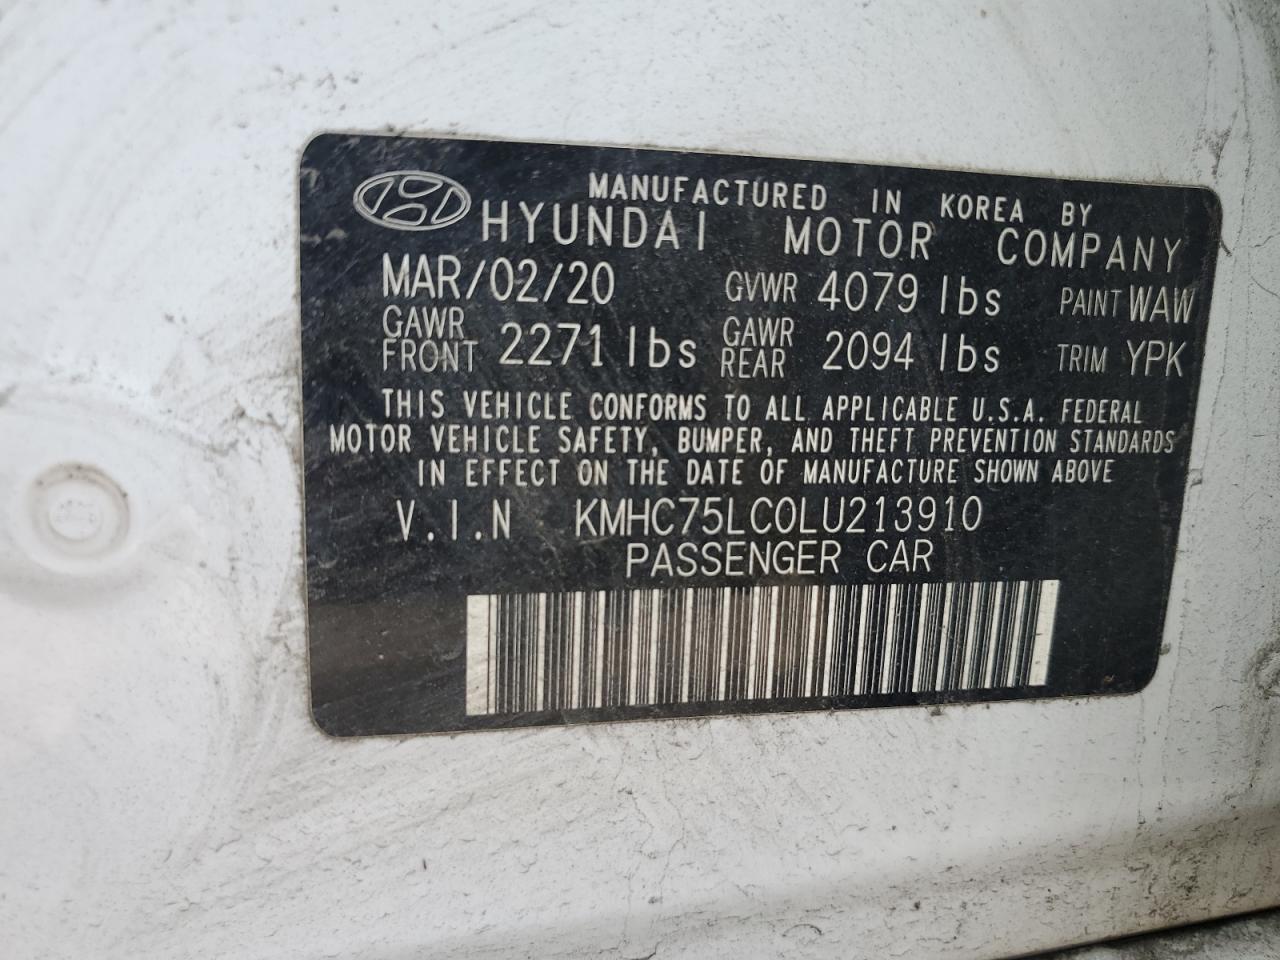 MANUFACTURED IN KOREA BY
HYUNDAI MOTOR COMPANY
MAR/02/20 GVWR 4079 lbs PAINT WAW
GAWR FRONT 2271 lbs GAWR REAR 2094 lbs TRIM YPK
THIS VEHICLE CONFORMS TO ALL APPLICABLE U.S.A. FEDERAL
MOTOR VEHICLE SAFETY, BUMPER, AND THEFT PREVENTION STANDARDS
IN EFFECT ON THE DATE OF MANUFACTURE SHOWN ABOVE
V.I.N KMHC75LC0LU213910
PASSENGER CAR